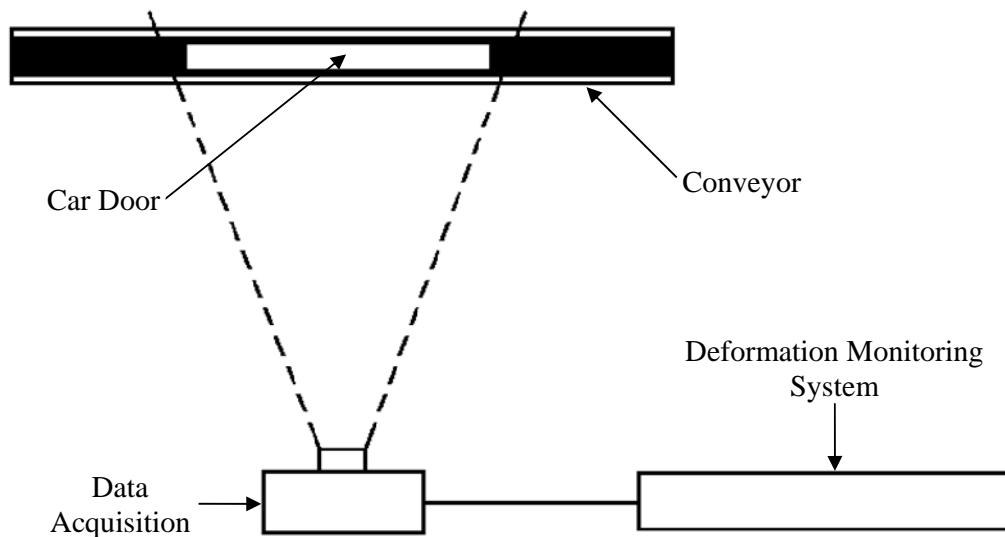 Car Door
Conveyor
Deformation Monitoring
System
Data
Acquisition